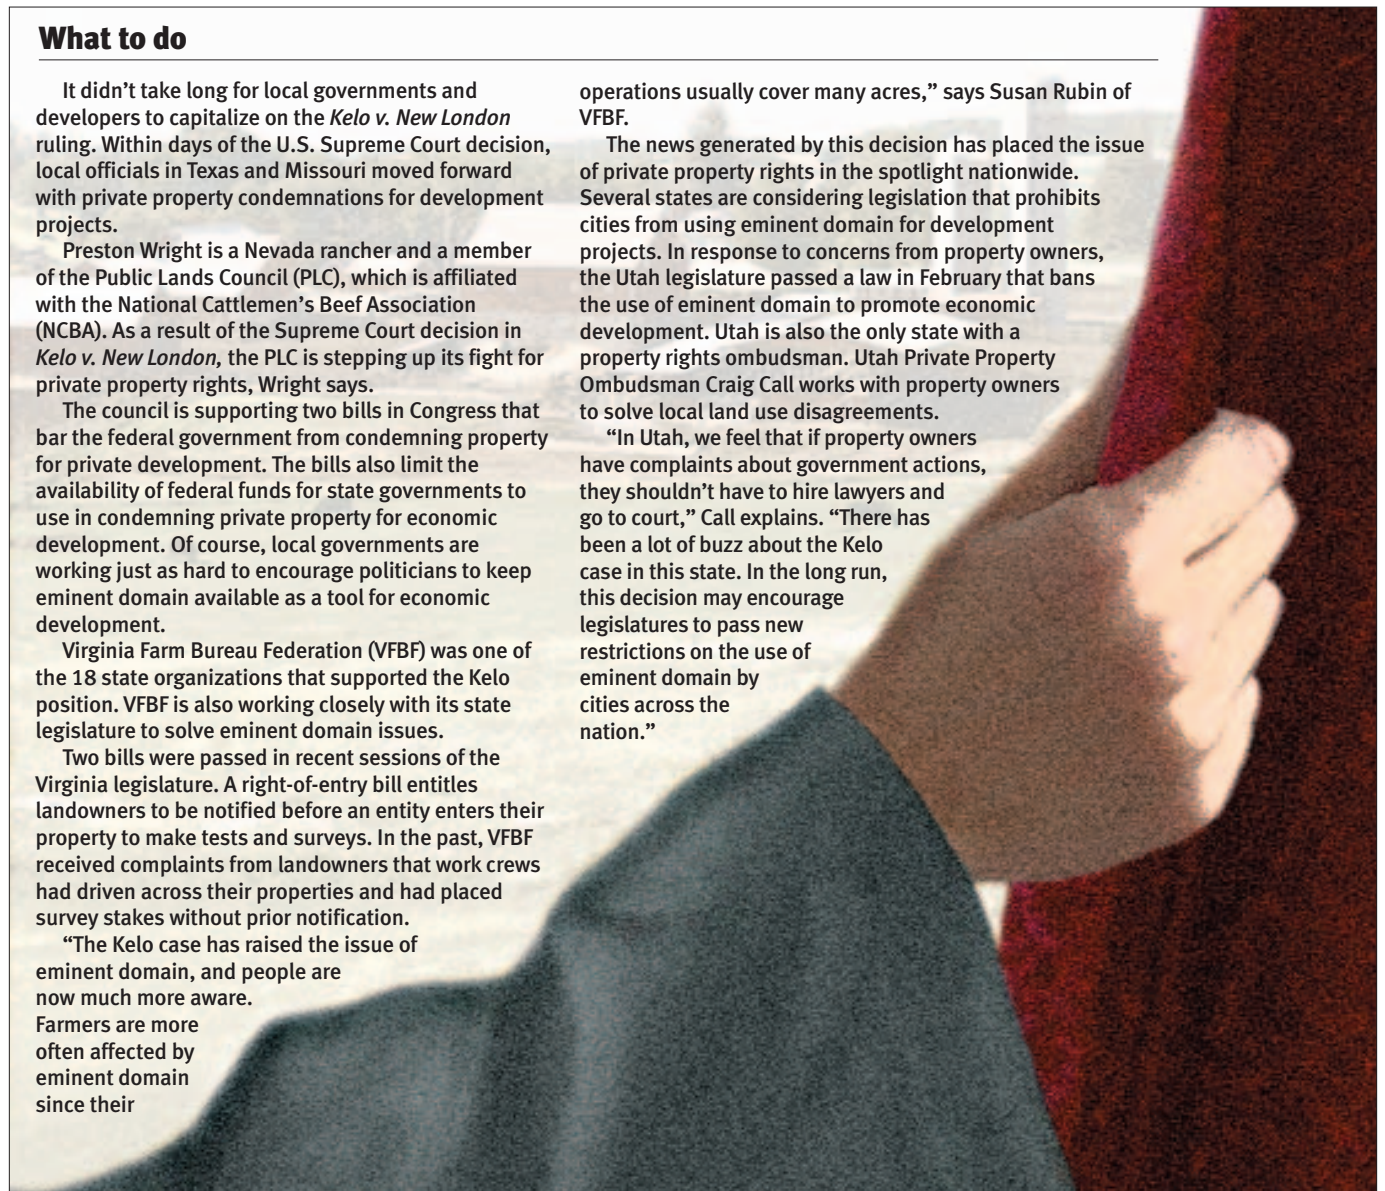 What to do
It didn’t take long for local governments and
developers to capitalize on the Kelo v. New London
ruling. Within days of the U.S. Supreme Court decision,
local officials in Texas and Missouri moved forward
with private property condemnations for development
projects.
Preston Wright is a Nevada rancher and a member
of the Public Lands Council (PLC), which is affiliated
with the National Cattlemen’s Beef Association
(NCBA). As a result of the Supreme Court decision in
Kelo v. New London, the PLC is stepping up its fight for
private property rights, Wright says.
The council is supporting two bills in Congress that
bar the federal government from condemning property
for private development. The bills also limit the
availability of federal funds for state governments to
use in condemning private property for economic
development. Of course, local governments are
working just as hard to encourage politicians to keep
eminent domain available as a tool for economic
development.
Virginia Farm Bureau Federation (VFBF) was one of
the 18 state organizations that supported the Kelo
position. VFBF is also working closely with its state
legislature to solve eminent domain issues.
Two bills were passed in recent sessions of the
Virginia legislature. A right-of-entry bill entitles
landowners to be notified before an entity enters their
property to make tests and surveys. In the past, VFBF
received complaints from landowners that work crews
had driven across their properties and had placed
survey stakes without prior notification.
“The Kelo case has raised the issue of
eminent domain, and people are
now much more aware.
Farmers are more
often affected by
eminent domain
since their
operations usually cover many acres,” says Susan Rubin of
VFBF.
The news generated by this decision has placed the issue
of private property rights in the spotlight nationwide.
Several states are considering legislation that prohibits
cities from using eminent domain for development
projects. In response to concerns from property owners,
the Utah legislature passed a law in February that bans
the use of eminent domain to promote economic
development. Utah is also the only state with a
property rights ombudsman. Utah Private Property
Ombudsman Craig Call works with property owners
to solve local land use disagreements.
“In Utah, we feel that if property owners
have complaints about government actions,
they shouldn’t have to hire lawyers and
go to court,” Call explains. “There has
been a lot of buzz about the Kelo
case in this state. In the long run,
this decision may encourage
legislatures to pass new
restrictions on the use of
eminent domain by
cities across the
nation.”